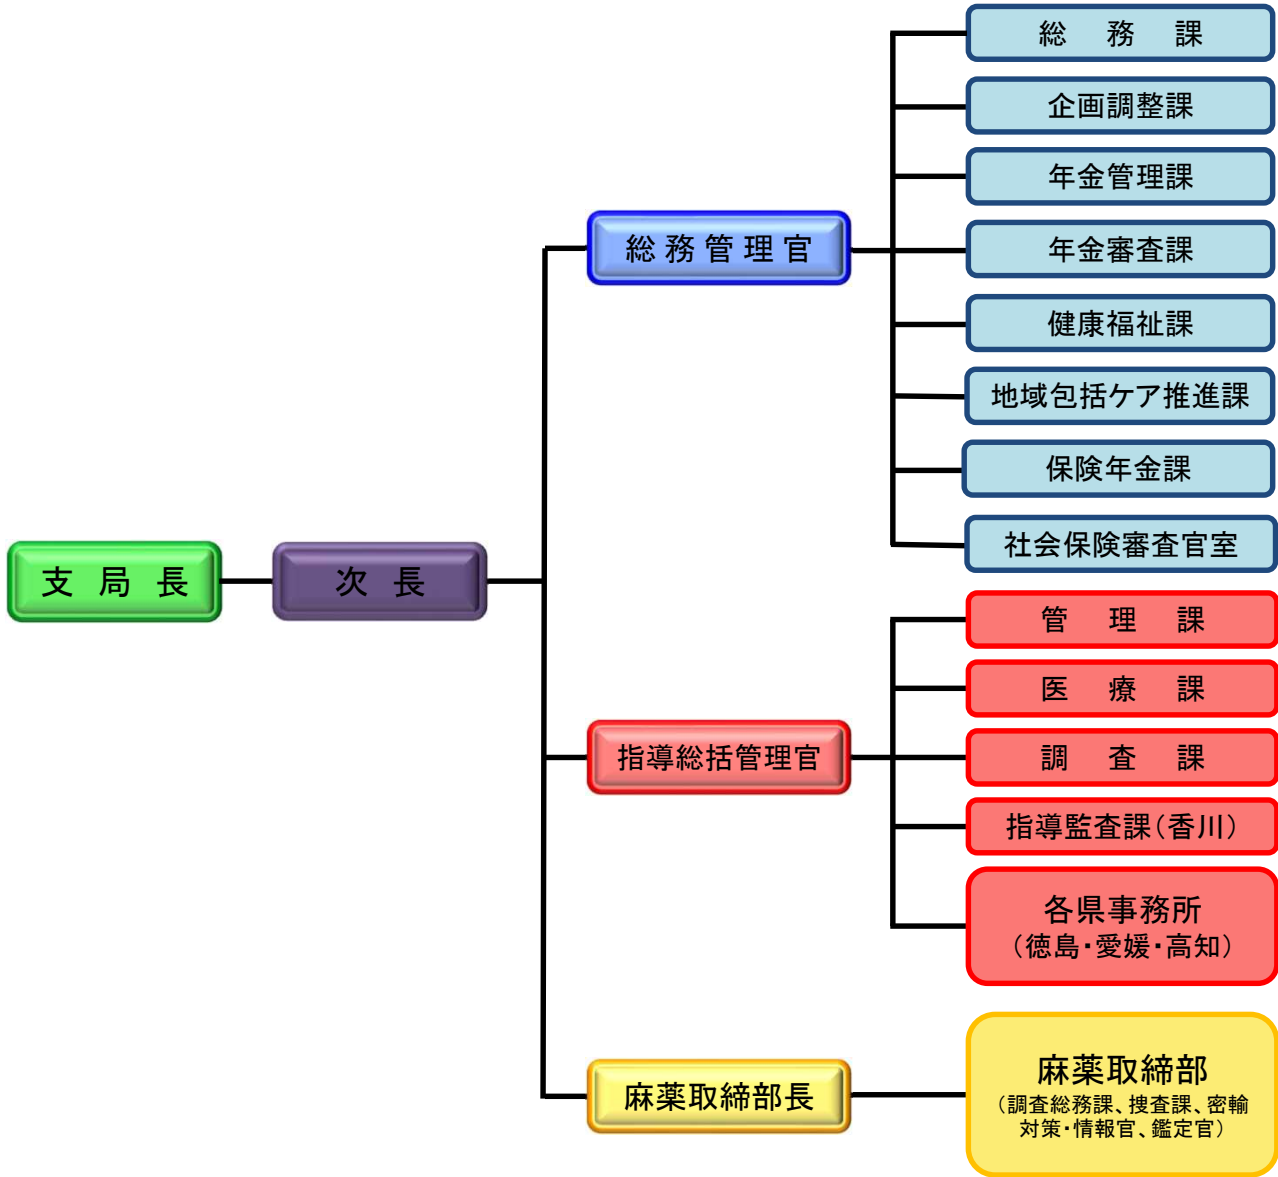 総務課
企画調整課
年金管理課
総務管理官
年金審査課
健康福祉課
地域包括ケア推進課
保険年金課
社会保険審査官室
支局長
次長
管理課
医療課
指導総括管理官
調査課
指導監査課(香川)
各県事務所
(徳島・愛媛・高知)
麻薬取締部長
麻薬取締部
(調査総務課、捜査課、密輸
対策・情報官、鑑定官)